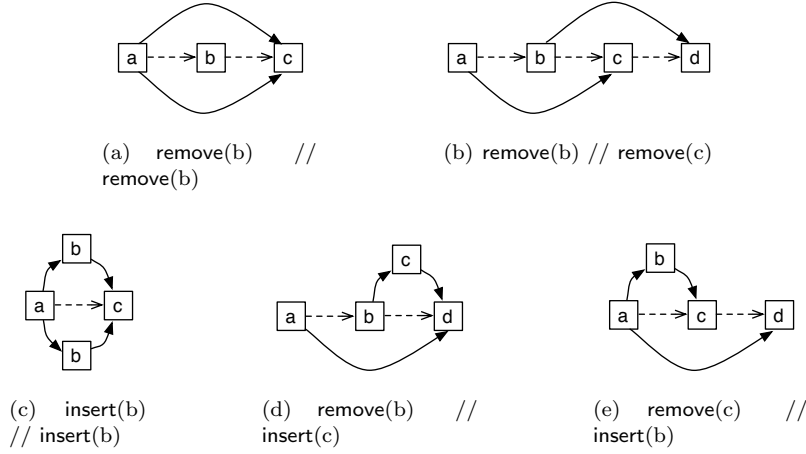 a b c
a b c d
(a) remove(b) //
remove(b)
(b) remove(b) // remove(c)
b
a c
b
(c) insert(b)
// insert(b)
c
a b d
(d) remove(b) //
insert(c)
b
a c d
(e) remove(c) //
insert(b)